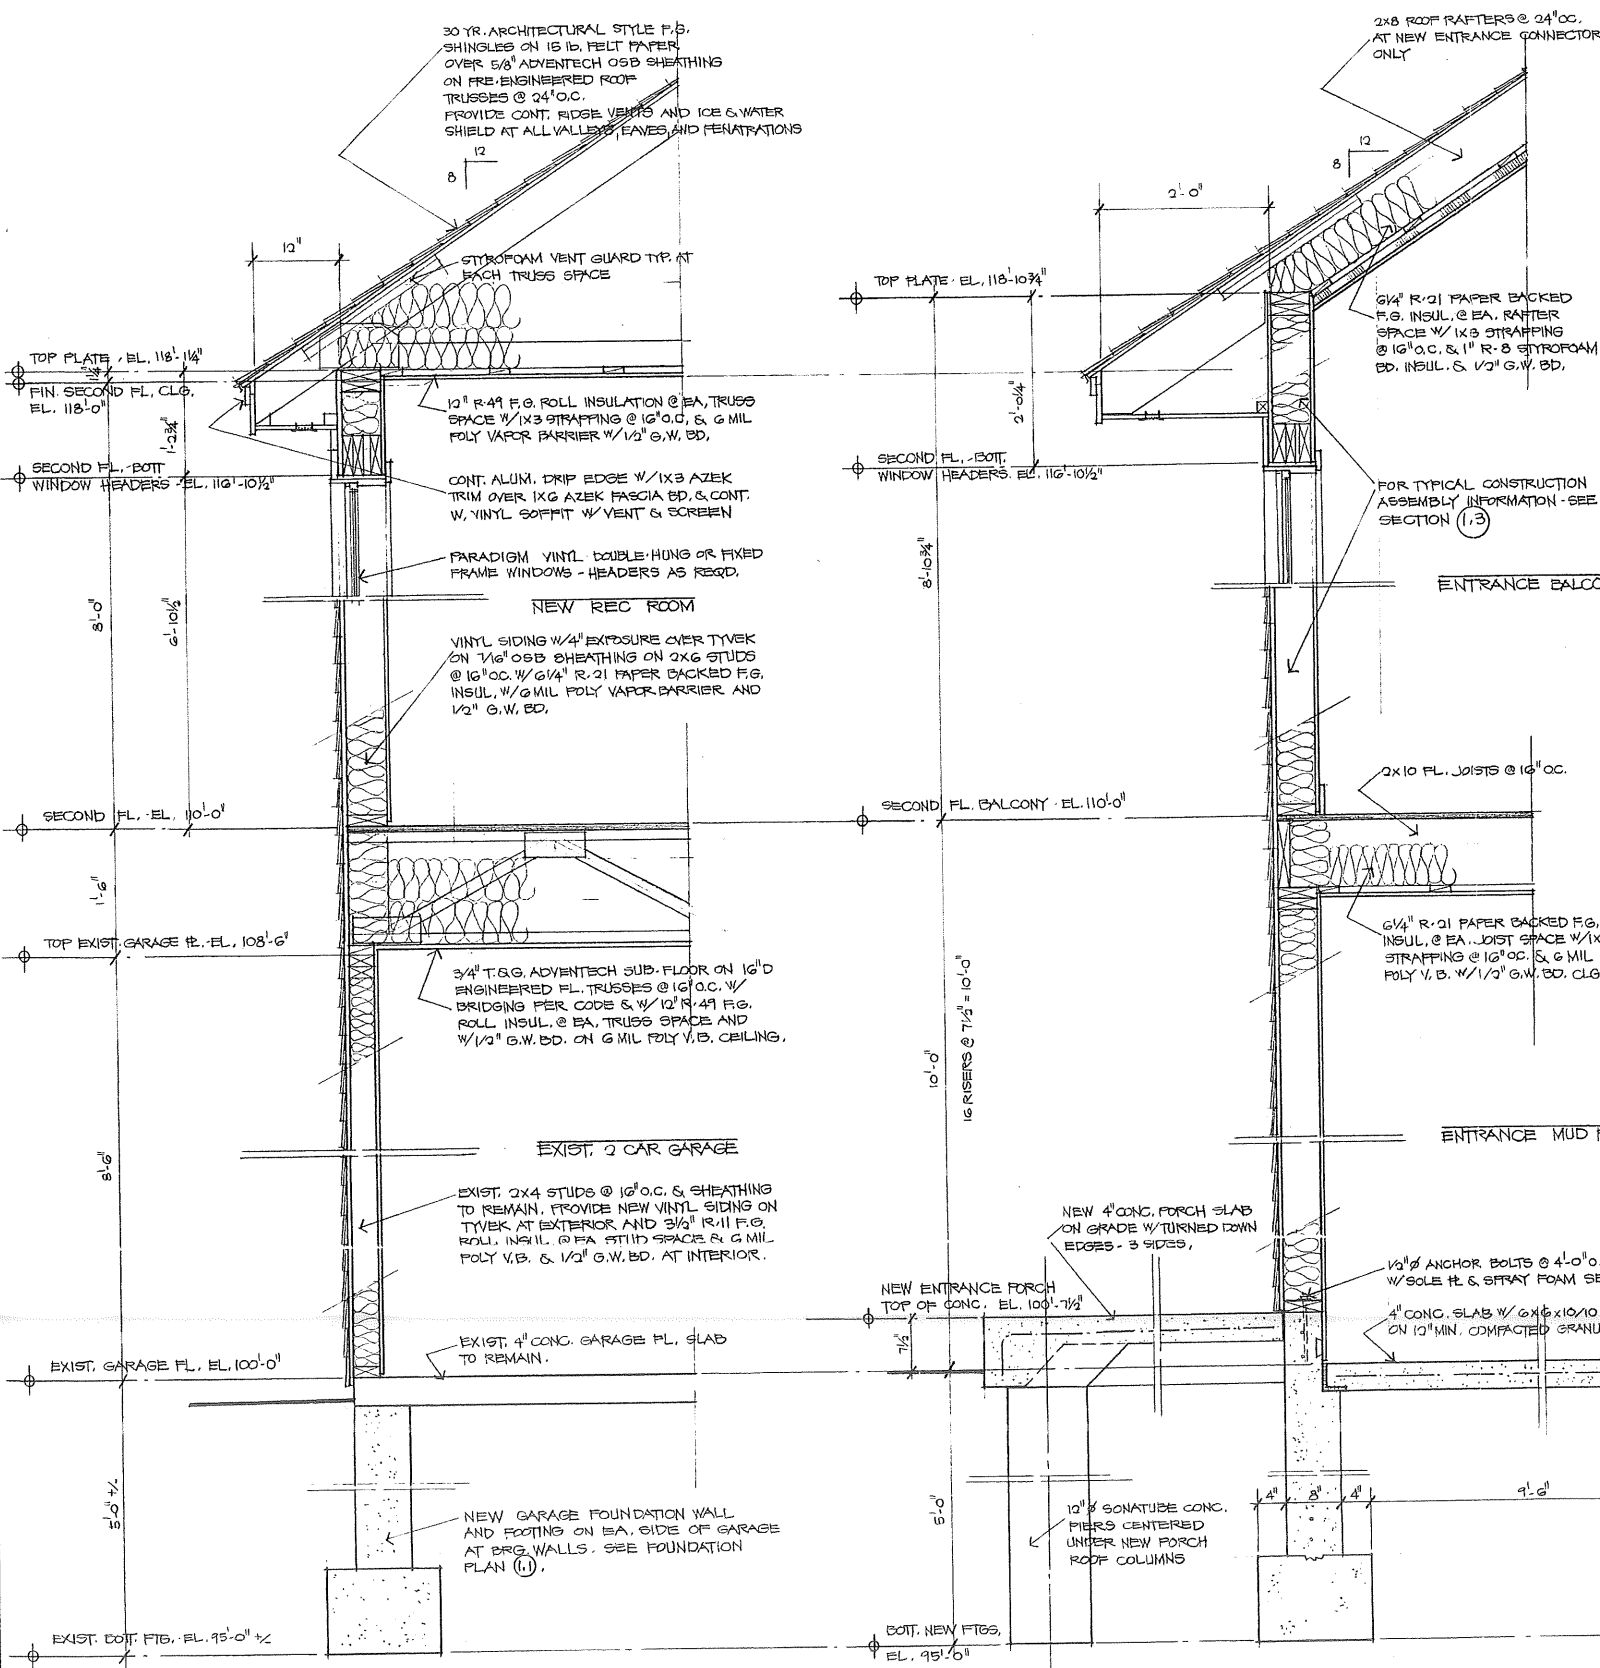 30 YR. ARCHITECTURAL STYLE F.G.
SHINGLES ON 15 lb. FELT PAPER
OVER 5/8" ADVENTECH OSB SHEATHING
ON PRE-ENGINEERED ROOF
TRUSSES @ 24" O.C.
PROVIDE CONT. RIDGE VENTS AND ICE & WATER
SHIELD AT ALL VALLEYS, EAVES, AND PENATRATIONS
12
8
12"
STYROFOAM VENT GUARD TYP. AT
EACH TRUSS SPACE
TOP PLATE - EL. 118'-1 1/4"
1 1/4"
FIN. SECOND FL. CLG.
EL. 118'-0"
12" R-49 F.G. ROLL INSULATION @ EA. TRUSS
SPACE W/ 1X3 STRAPPING @ 16" O.C. & 6 MIL
POLY VAPOR BARRIER W/ 1/2" G.W. BD.
1'-2 3/4"
SECOND FL. - BOTT
WINDOW HEADERS - EL. 116'-10 1/2"
CONT. ALUM. DRIP EDGE W/ 1X3 AZEK
TRIM OVER 1X6 AZEK FASCIA BD. & CONT.
W. VINYL SOFFIT W/ VENT & SCREEN
PARADIGM VINYL DOUBLE-HUNG OR FIXED
FRAME WINDOWS - HEADERS AS REQD.
NEW REC ROOM
8'-0"
6'-10 1/2"
VINYL SIDING W/ 4" EXPOSURE OVER TYVEK
ON 7/16" OSB SHEATHING ON 2X6 STUDS
@ 16" O.C. W/ 6 1/4" R-21 PAPER BACKED F.G.
INSUL. W/ 6 MIL POLY VAPOR BARRIER AND
1/2" G.W. BD.
SECOND FL. - EL. 110'-0"
1'-6"
TOP EXIST. GARAGE PL. - EL. 108'-6"
3/4" T.&G. ADVENTECH SUB-FLOOR ON 16" D
ENGINEERED FL. TRUSSES @ 16" O.C. W/
BRIDGING PER CODE & W/ 12" R-49 F.G.
ROLL INSUL. @ EA. TRUSS SPACE AND
W/ 1/2" G.W. BD. ON 6 MIL POLY V.B. CEILING.
8'-6"
EXIST. 2 CAR GARAGE
EXIST. 2X4 STUDS @ 16" O.C. & SHEATHING
TO REMAIN. PROVIDE NEW VINYL SIDING ON
TYVEK AT EXTERIOR AND 3 1/2" R-11 F.G.
ROLL INSUL. @ EA STUD SPACE & 6 MIL
POLY V.B. & 1/2" G.W. BD. AT INTERIOR.
EXIST. 4" CONC. GARAGE FL. SLAB
TO REMAIN.
EXIST. GARAGE FL. EL. 100'-0"
5'-0" +/-
NEW GARAGE FOUNDATION WALL
AND FOOTING ON EA. SIDE OF GARAGE
AT BRG. WALLS. SEE FOUNDATION
PLAN 1.1.
EXIST. BOTT. FTG. - EL. 95'-0" +/-
2X8 ROOF RAFTERS @ 24" O.C.
AT NEW ENTRANCE CONNECTOR
ONLY
12
8
2'-0"
TOP PLATE - EL. 118'-10 3/4"
6 1/4" R-21 PAPER BACKED
F.G. INSUL. @ EA. RAFTER
SPACE W/ 1X3 STRAPPING
@ 16" O.C. & 1" R-8 STYROFOAM
BD. INSUL. & 1/2" G.W. BD.
2'-0 1/4"
SECOND FL. - BOTT.
WINDOW HEADERS. EL. 116'-10 1/2"
FOR TYPICAL CONSTRUCTION
ASSEMBLY INFORMATION - SEE
SECTION 1.3
8'-10 3/4"
ENTRANCE BALCO
2X10 FL. JOISTS @ 16" O.C.
SECOND FL. BALCONY - EL. 110'-0"
6 1/4" R-21 PAPER BACKED F.G.
INSUL. @ EA. JOIST SPACE W/ 1X
STRAPPING @ 16" O.C. & 6 MIL
POLY V.B. W/ 1/2" G.W. BD. CLG
10'-0"
16 RISERS @ 7 1/2" = 10'-0"
ENTRANCE MUD
NEW 4" CONC. PORCH SLAB
ON GRADE W/ TURNED DOWN
EDGES - 3 SIDES.
1/2" Ø ANCHOR BOLTS @ 4'-0" O.
W/ SOLE PL & SPRAY FOAM SE
NEW ENTRANCE PORCH
TOP OF CONC. EL. 100'-7 1/2"
4" CONC. SLAB W/ 6X6X10/10
ON 12" MIN. COMPACTED GRANU
7 1/2"
5'-0"
12" Ø SONATUBE CONC.
PIERS CENTERED
UNDER NEW PORCH
ROOF COLUMNS
4"
8"
4"
9'-6"
BOTT. NEW FTGS.
EL. 95'-0"